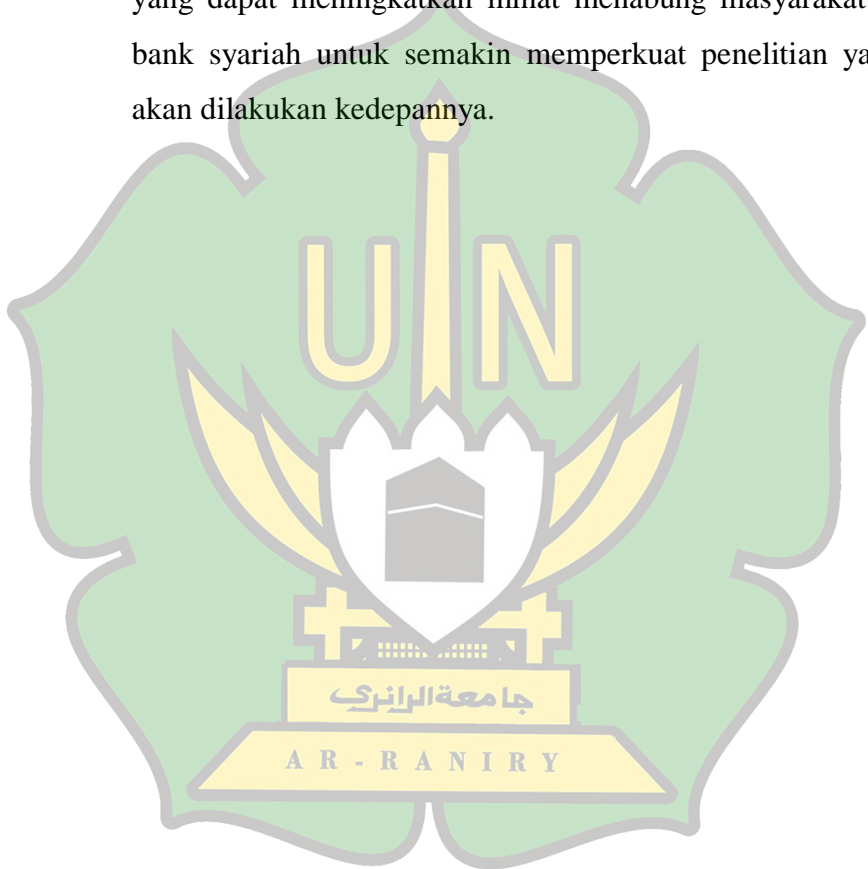 yang dapat meningkatkan minat menabung masyarakat
bank syariah untuk semakin memperkuat penelitian ya
akan dilakukan kedepannya.
UIN
جامعة الرانري
AR-RANIRY